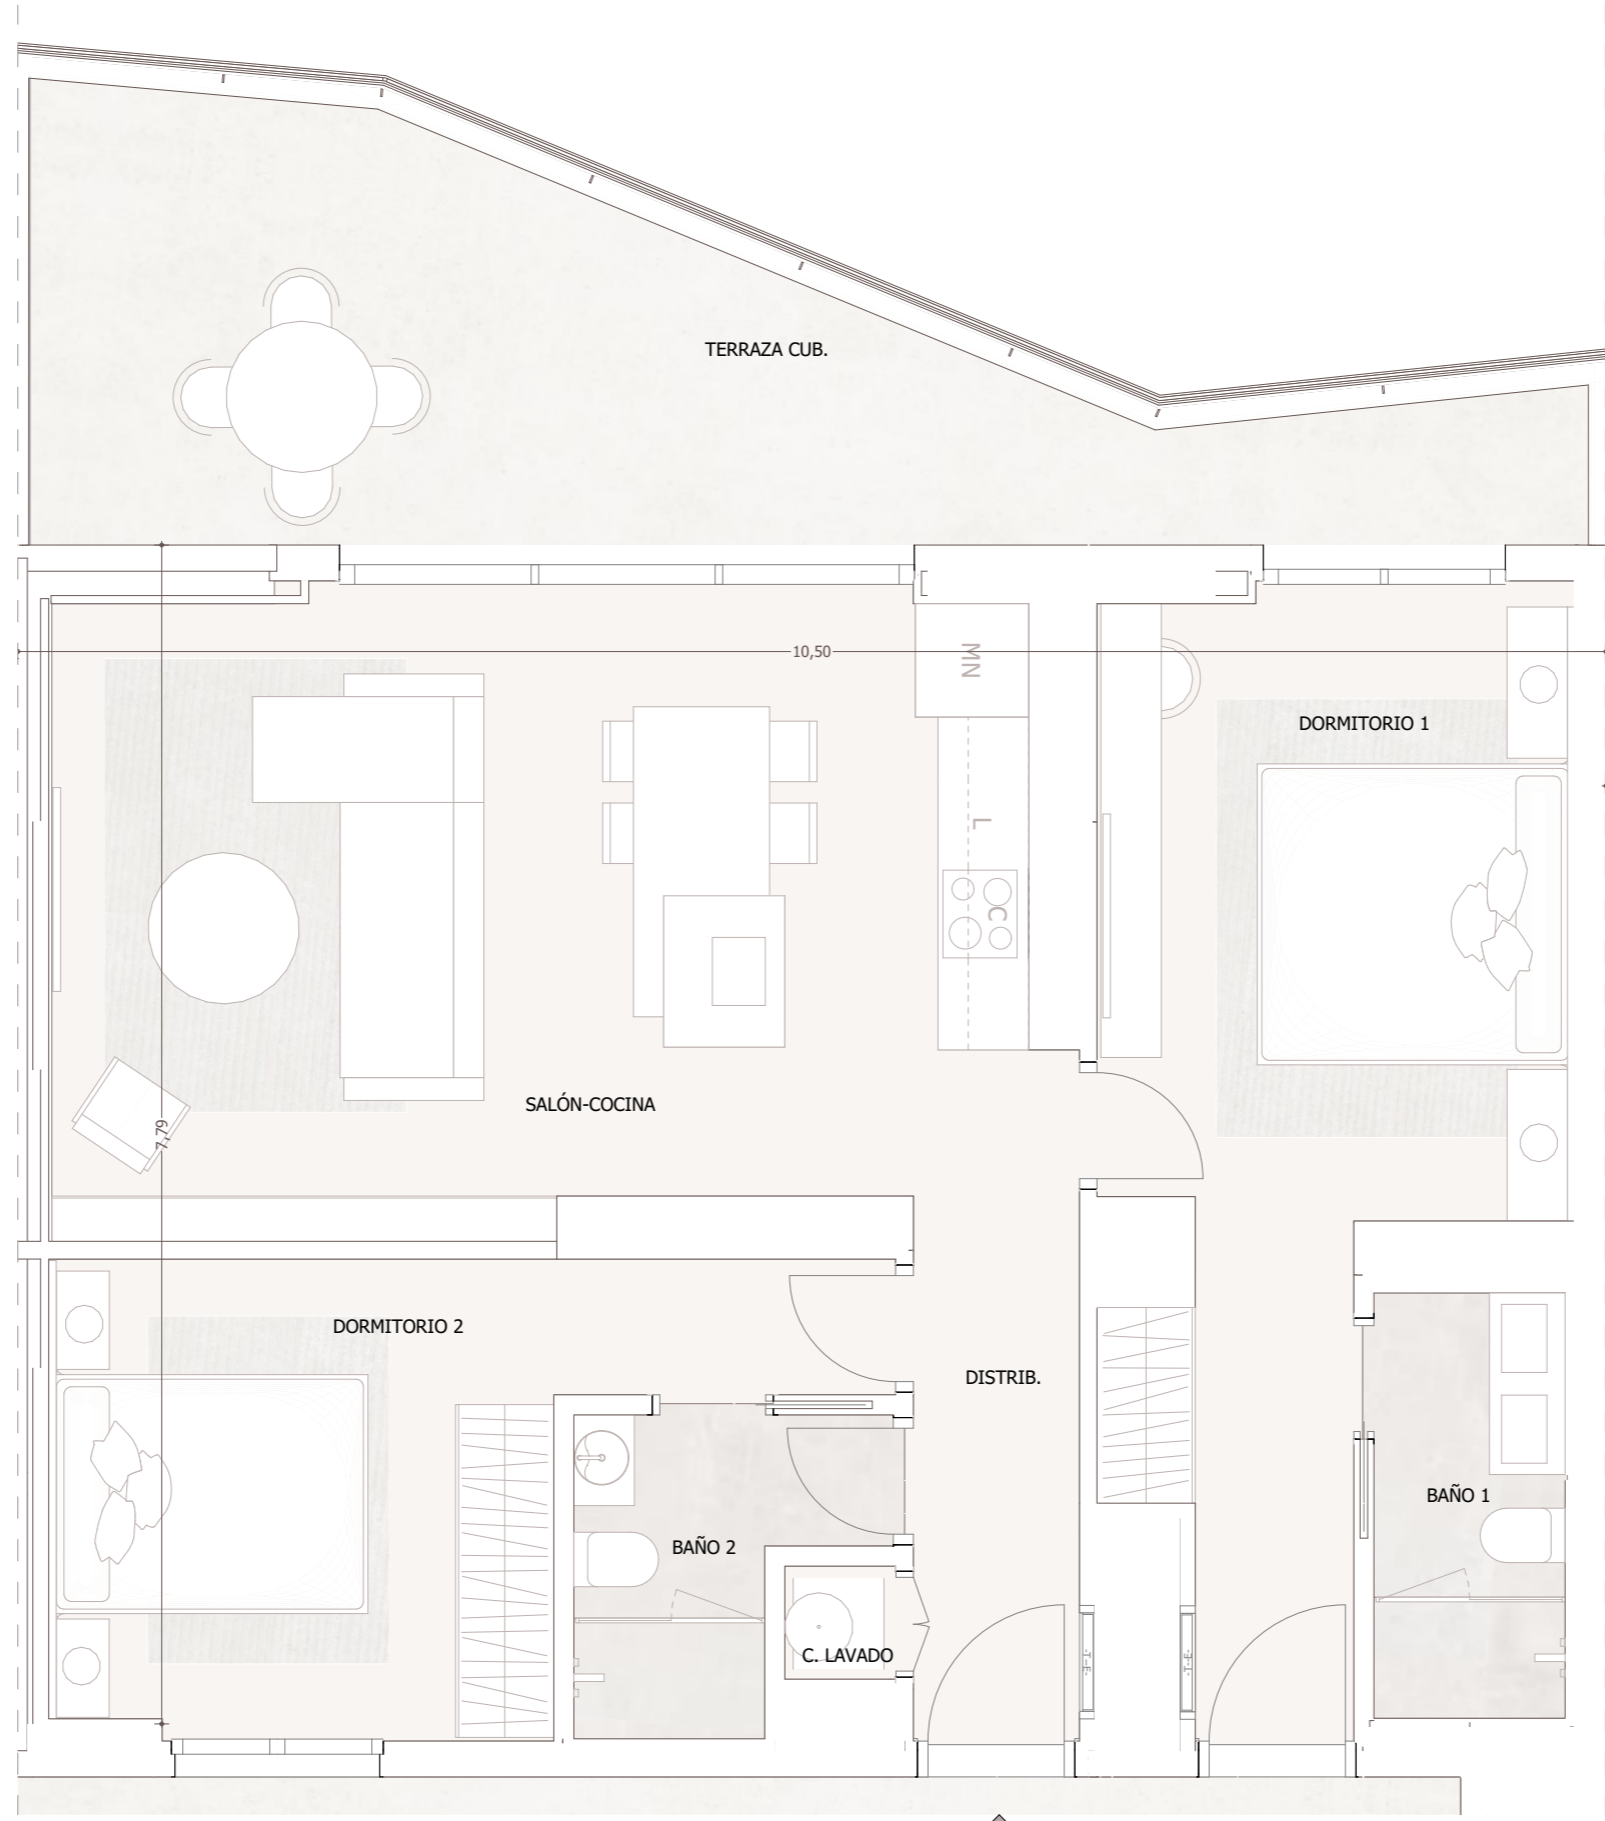 TERRAZA CUB.
10,50
MN
DORMITORIO 1
L
C
SALÓN-COCINA
7,79
DORMITORIO 2
DISTRIB.
BAÑO 1
BAÑO 2
C. LAVADO
-T-E-
-T-E-